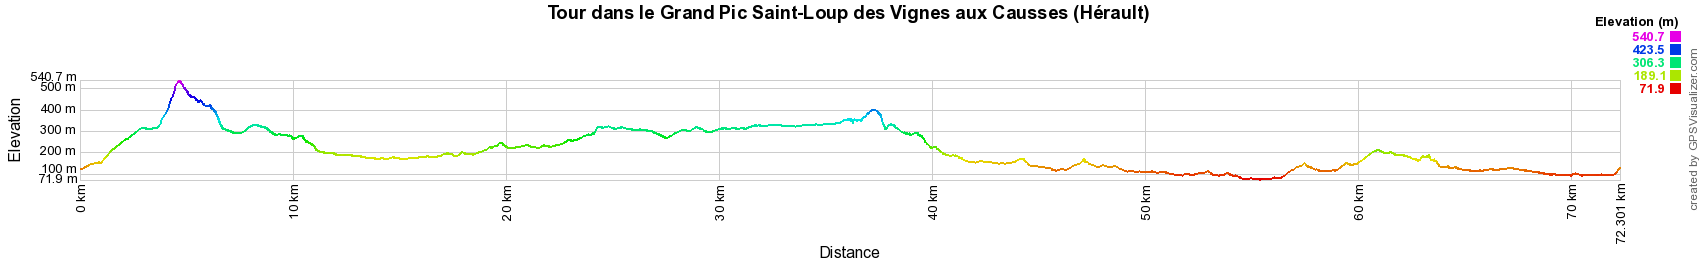 Tour dans le Grand Pic Saint-Loup des Vignes aux Causses (Hérault)
Elevation (m)
540.7
423.5
306.3
189.1
71.9
created by GPSVisualizer.com
Elevation
540.7 m
500 m
400 m
300 m
200 m
100 m
71.9 m
0 km
10 km
20 km
30 km
40 km
50 km
60 km
70 km
72.301 km
Distance